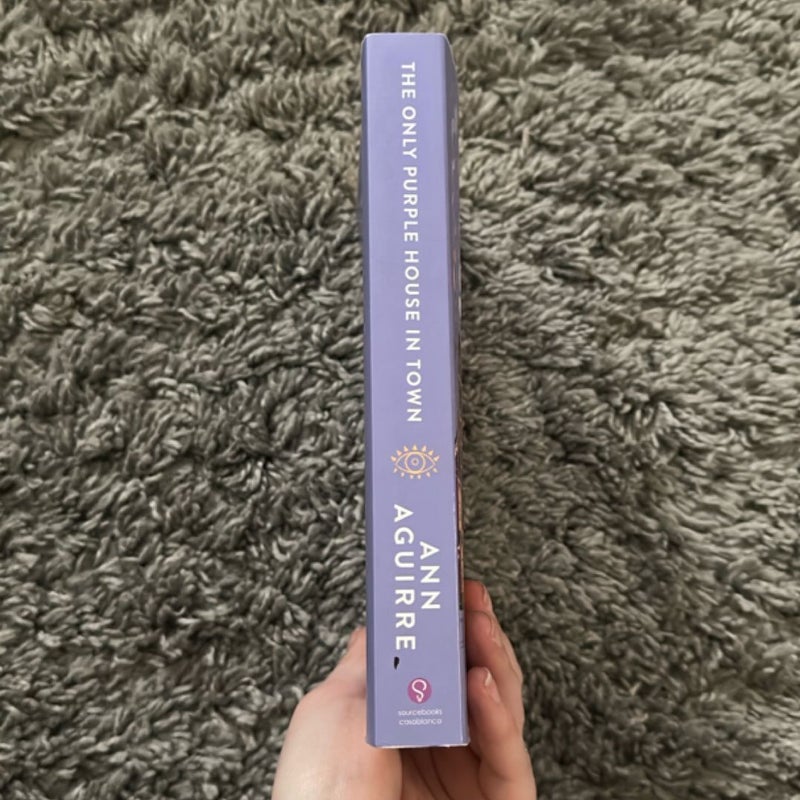 THE ONLY PURPLE HOUSE IN TOWN
ANN
AGUIRRE
sourcebooks
casablanca